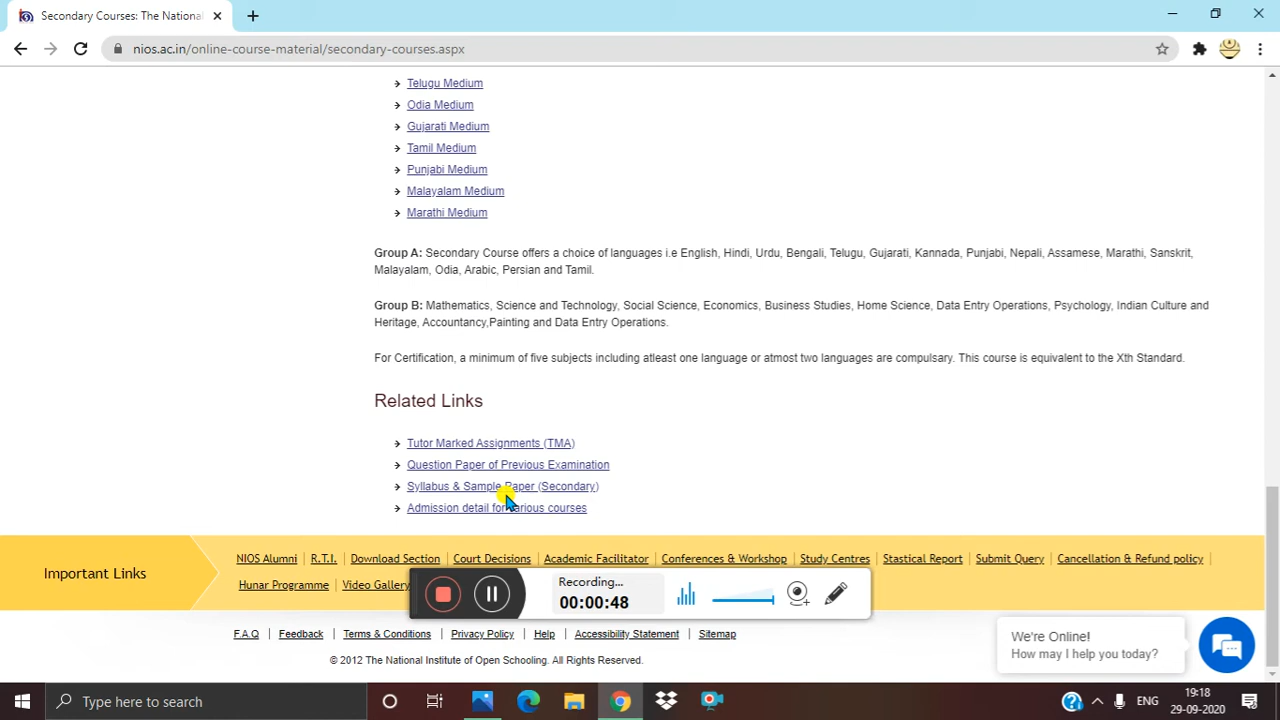 Secondary Courses: The National
nios.ac.in/online-course-material/secondary-courses.aspx
Telugu Medium
Odia Medium
Gujarati Medium
Tamil Medium
Punjabi Medium
Malayalam Medium
Marathi Medium
Group A: Secondary Course offers a choice of languages i.e English, Hindi, Urdu, Bengali, Telugu, Gujarati, Kannada, Punjabi, Nepali, Assamese, Marathi, Sanskrit,
Malayalam, Odia, Arabic, Persian and Tamil.
Group B: Mathematics, Science and Technology, Social Science, Economics, Business Studies, Home Science, Data Entry Operations, Psychology, Indian Culture and
Heritage, Accountancy,Painting and Data Entry Operations.
For Certification, a minimum of five subjects including atleast one language or atmost two languages are compulsary. This course is equivalent to the Xth Standard.
Related Links
Tutor Marked Assignments (TMA)
Question Paper of Previous Examination
Syllabus & Sample Paper (Secondary)
Admission detail for various courses
Important Links
NIOS Alumni | R.T.I. | Download Section | Court Decisions | Academic Facilitator | Conferences & Workshop | Study Centres | Stastical Report | Submit Query | Cancellation & Refund policy |
Hunar Programme | Video Gallery
Recording...
00:00:48
F.A.Q | Feedback | Terms & Conditions | Privacy Policy | Help | Accessibility Statement | Sitemap
© 2012 The National Institute of Open Schooling. All Rights Reserved.
We're Online!
How may I help you today?
Type here to search
ENG
19:18
29-09-2020